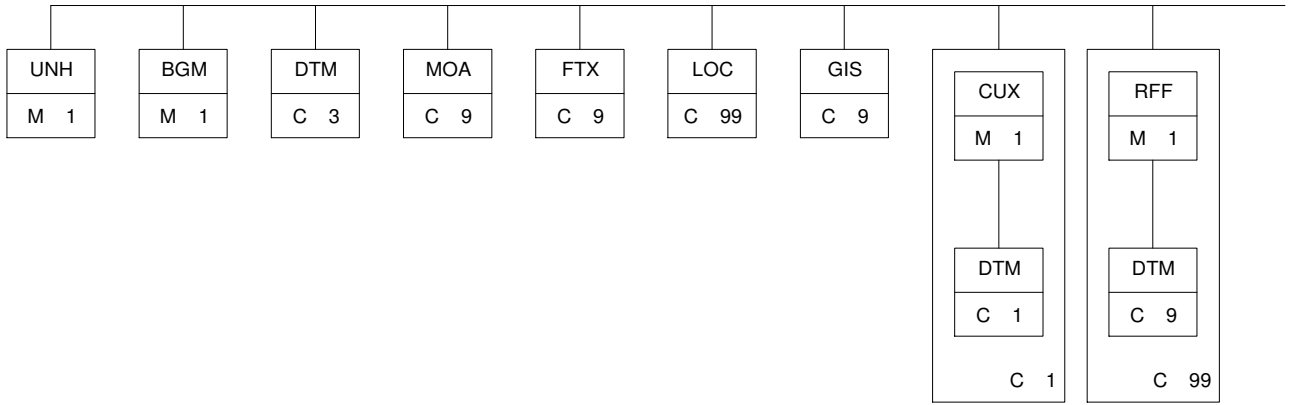 UNH BGM DTM MOA FTX LOC GIS
M 1 M 1 C 3 C 9 C 9 C 99 C 9
CUX RFF
M 1 M 1
DTM DTM
C 1 C 9
C 1 C 99